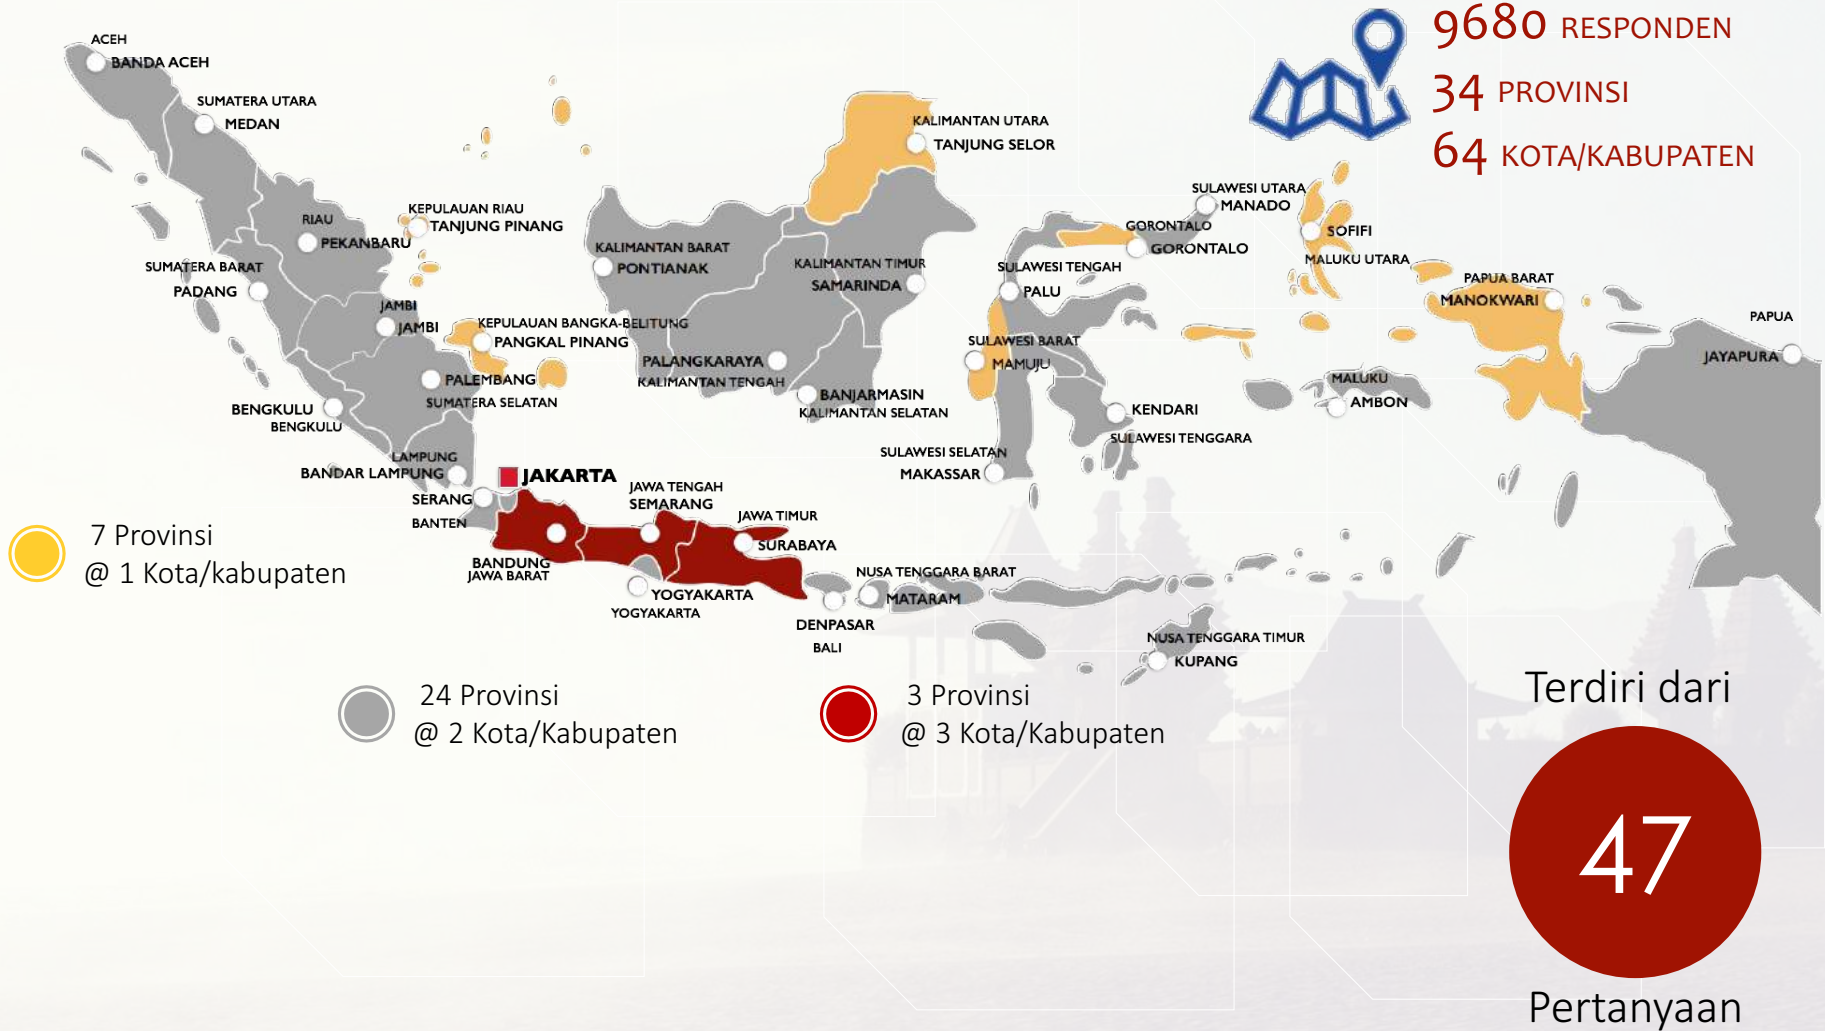 9680 RESPONDEN
34 PROVINSI
64 KOTA/KABUPATEN
ACEH
BANDA ACEH
SUMATERA UTARA
MEDAN
RIAU
PEKANBARU
KEPULAUAN RIAU
TANJUNG PINANG
SUMATERA BARAT
PADANG
JAMBI
JAMBI
KEPULAUAN BANGKA-BELITUNG
PANGKAL PINANG
PALEMBANG
SUMATERA SELATAN
BENGKULU
BENGKULU
LAMPUNG
BANDAR LAMPUNG
KALIMANTAN UTARA
TANJUNG SELOR
KALIMANTAN BARAT
PONTIANAK
KALIMANTAN TIMUR
SAMARINDA
PALANGKARAYA
KALIMANTAN TENGAH
BANJARMASIN
KALIMANTAN SELATAN
SULAWESI UTARA
MANADO
GORONTALO
GORONTALO
SULAWESI TENGAH
PALU
SULAWESI BARAT
MAMUJU
KENDARI
SULAWESI TENGGARA
SULAWESI SELATAN
MAKASSAR
SOFIFI
MALUKU UTARA
PAPUA BARAT
MANOKWARI
PAPUA
JAYAPURA
MALUKU
AMBON
JAKARTA
SERANG
BANTEN
BANDUNG
JAWA BARAT
JAWA TENGAH
SEMARANG
JAWA TIMUR
SURABAYA
YOGYAKARTA
YOGYAKARTA
NUSA TENGGARA BARAT
MATARAM
DENPASAR
BALI
NUSA TENGGARA TIMUR
KUPANG
7 Provinsi
@ 1 Kota/kabupaten
24 Provinsi
@ 2 Kota/Kabupaten
3 Provinsi
@ 3 Kota/Kabupaten
Terdiri dari
47
Pertanyaan